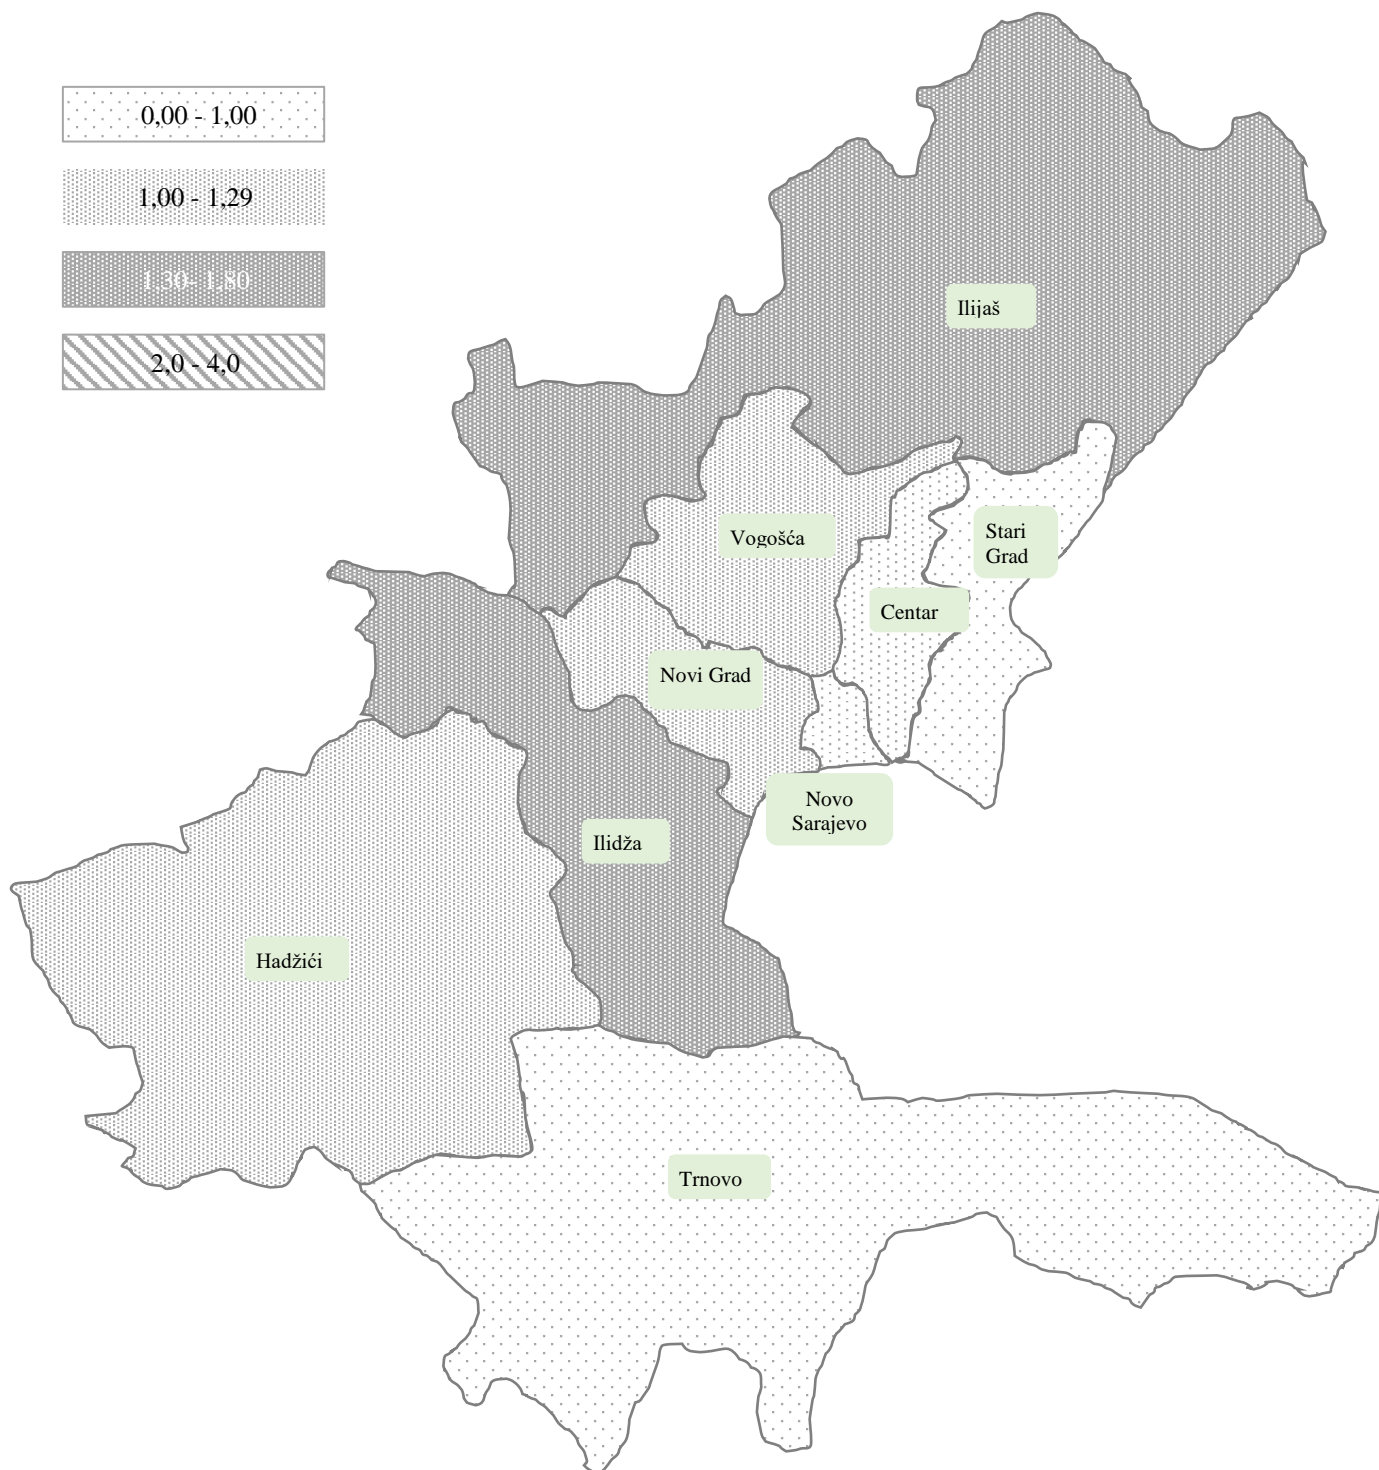 0,00 - 1,00
1,00 - 1,29
1,30- 1,80
2,0 - 4,0
Ilijaš
Vogošća
Stari
Grad
Centar
Novi Grad
Novo
Sarajevo
Ilidža
Hadžići
Trnovo